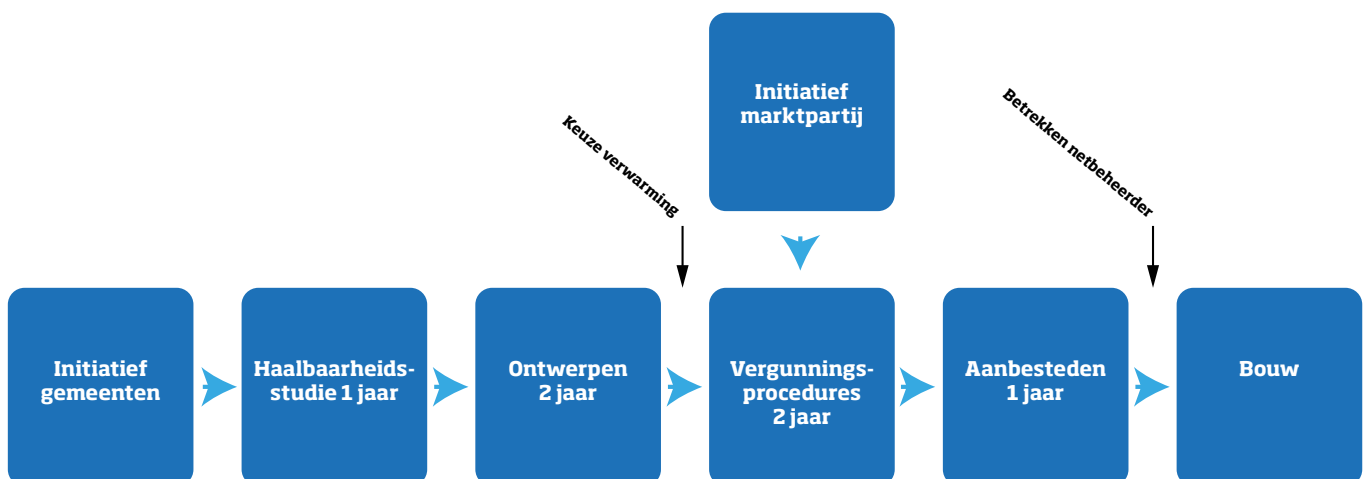 Initiatief
marktpartij
Keuze verwarming
Betrekken netbeheerder
Initiatief
gemeenten
Haalbaarheids-
studie 1 jaar
Ontwerpen
2 jaar
Vergunnings-
procedures
2 jaar
Aanbesteden
1 jaar
Bouw